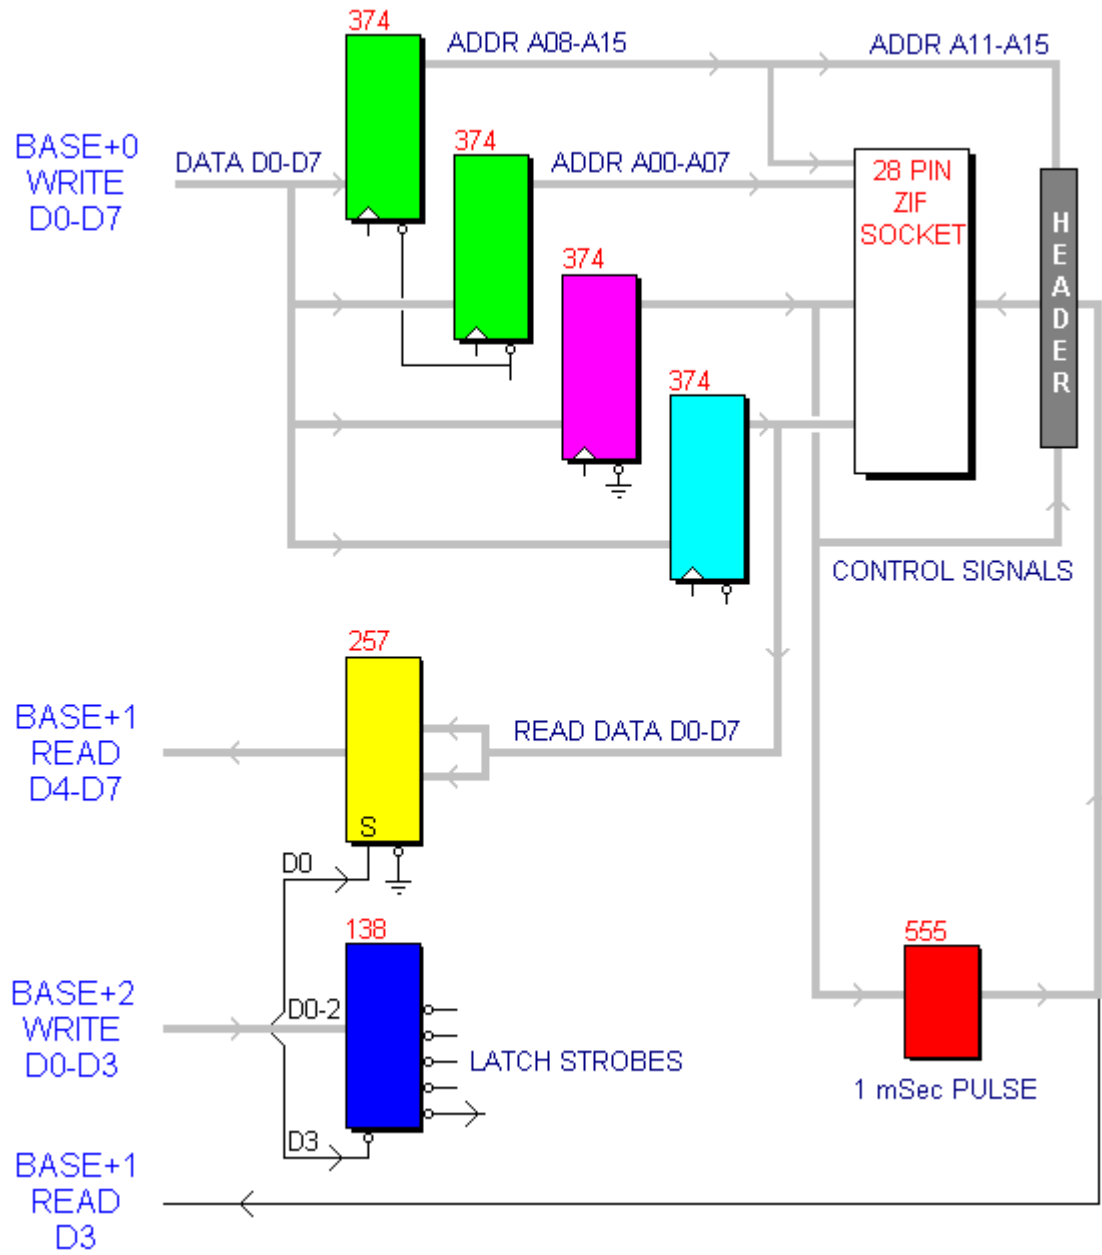 374
ADDR A08-A15
ADDR A11-A15
BASE+0
WRITE
D0-D7
DATA D0-D7
374
ADDR A00-A07
28 PIN
ZIF
SOCKET
HEADER
374
374
CONTROL SIGNALS
257
BASE+1
READ
D4-D7
READ DATA D0-D7
S
D0
138
555
BASE+2
WRITE
D0-D3
D0-2
LATCH STROBES
1 mSec PULSE
D3
BASE+1
READ
D3